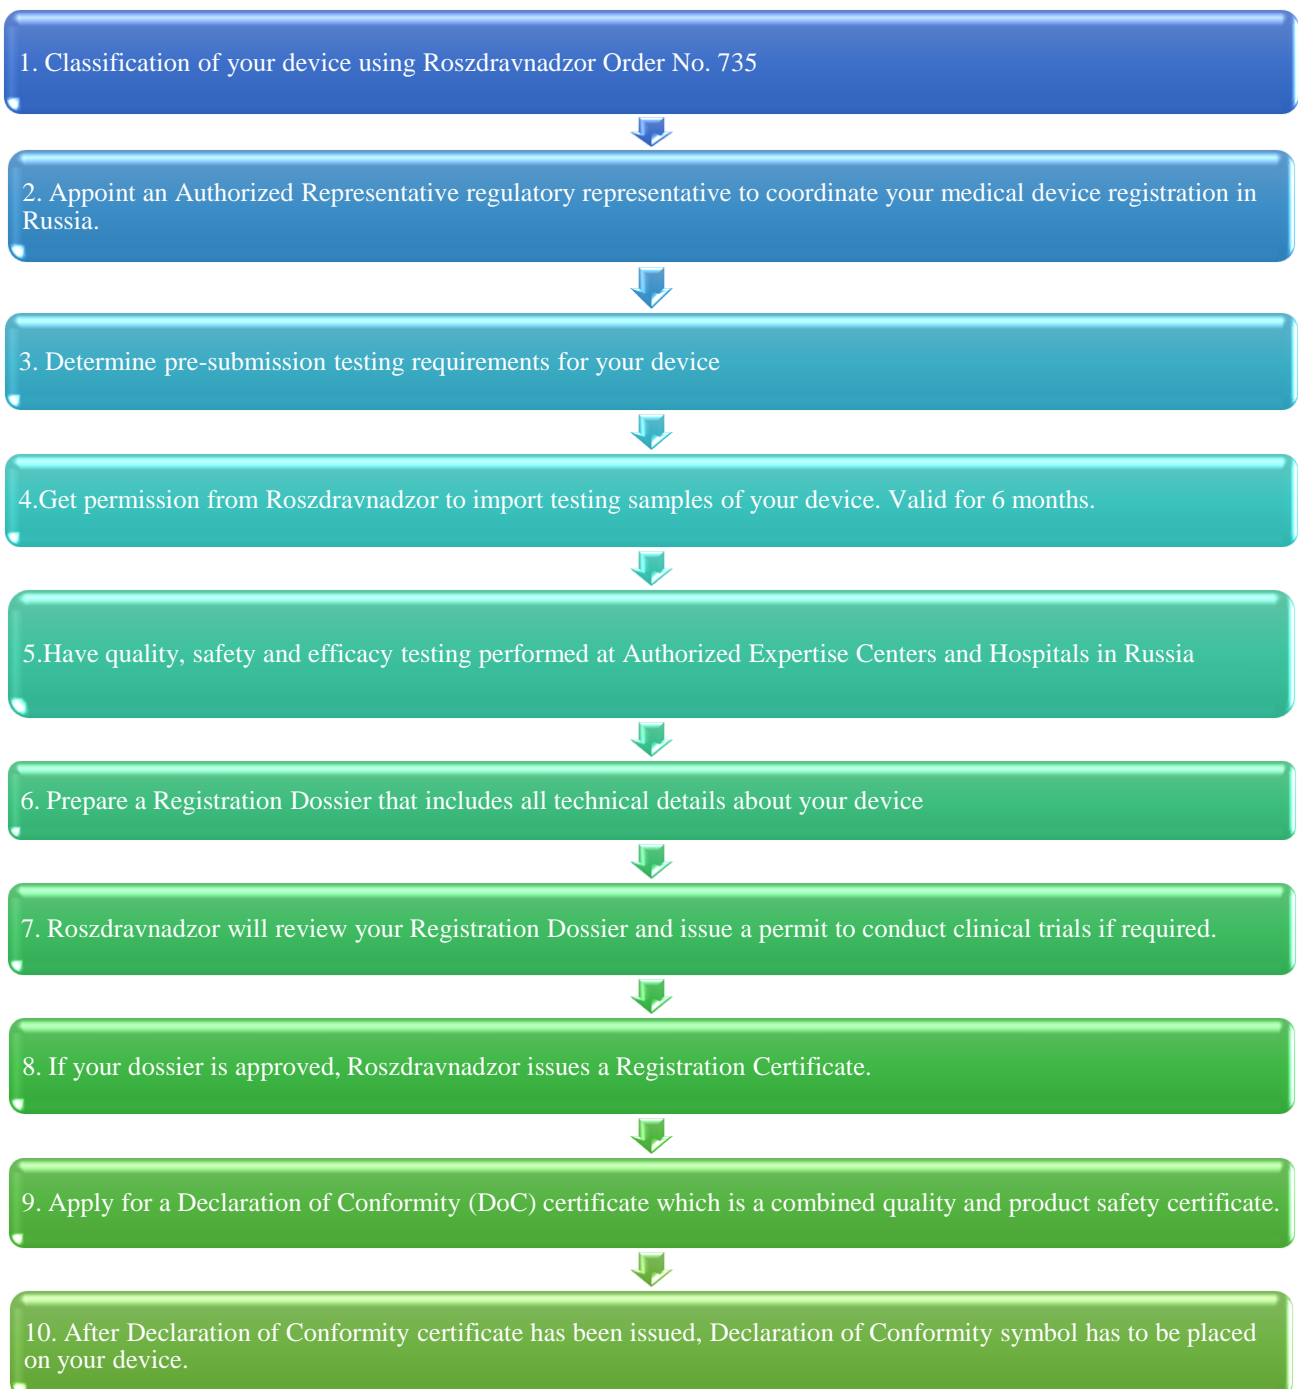 1. Classification of your device using Roszdravnadzor Order No. 735
2. Appoint an Authorized Representative regulatory representative to coordinate your medical device registration in
Russia.
3. Determine pre-submission testing requirements for your device
4.Get permission from Roszdravnadzor to import testing samples of your device. Valid for 6 months.
5.Have quality, safety and efficacy testing performed at Authorized Expertise Centers and Hospitals in Russia
6. Prepare a Registration Dossier that includes all technical details about your device
7. Roszdravnadzor will review your Registration Dossier and issue a permit to conduct clinical trials if required.
8. If your dossier is approved, Roszdravnadzor issues a Registration Certificate.
9. Apply for a Declaration of Conformity (DoC) certificate which is a combined quality and product safety certificate.
10. After Declaration of Conformity certificate has been issued, Declaration of Conformity symbol has to be placed
on your device.